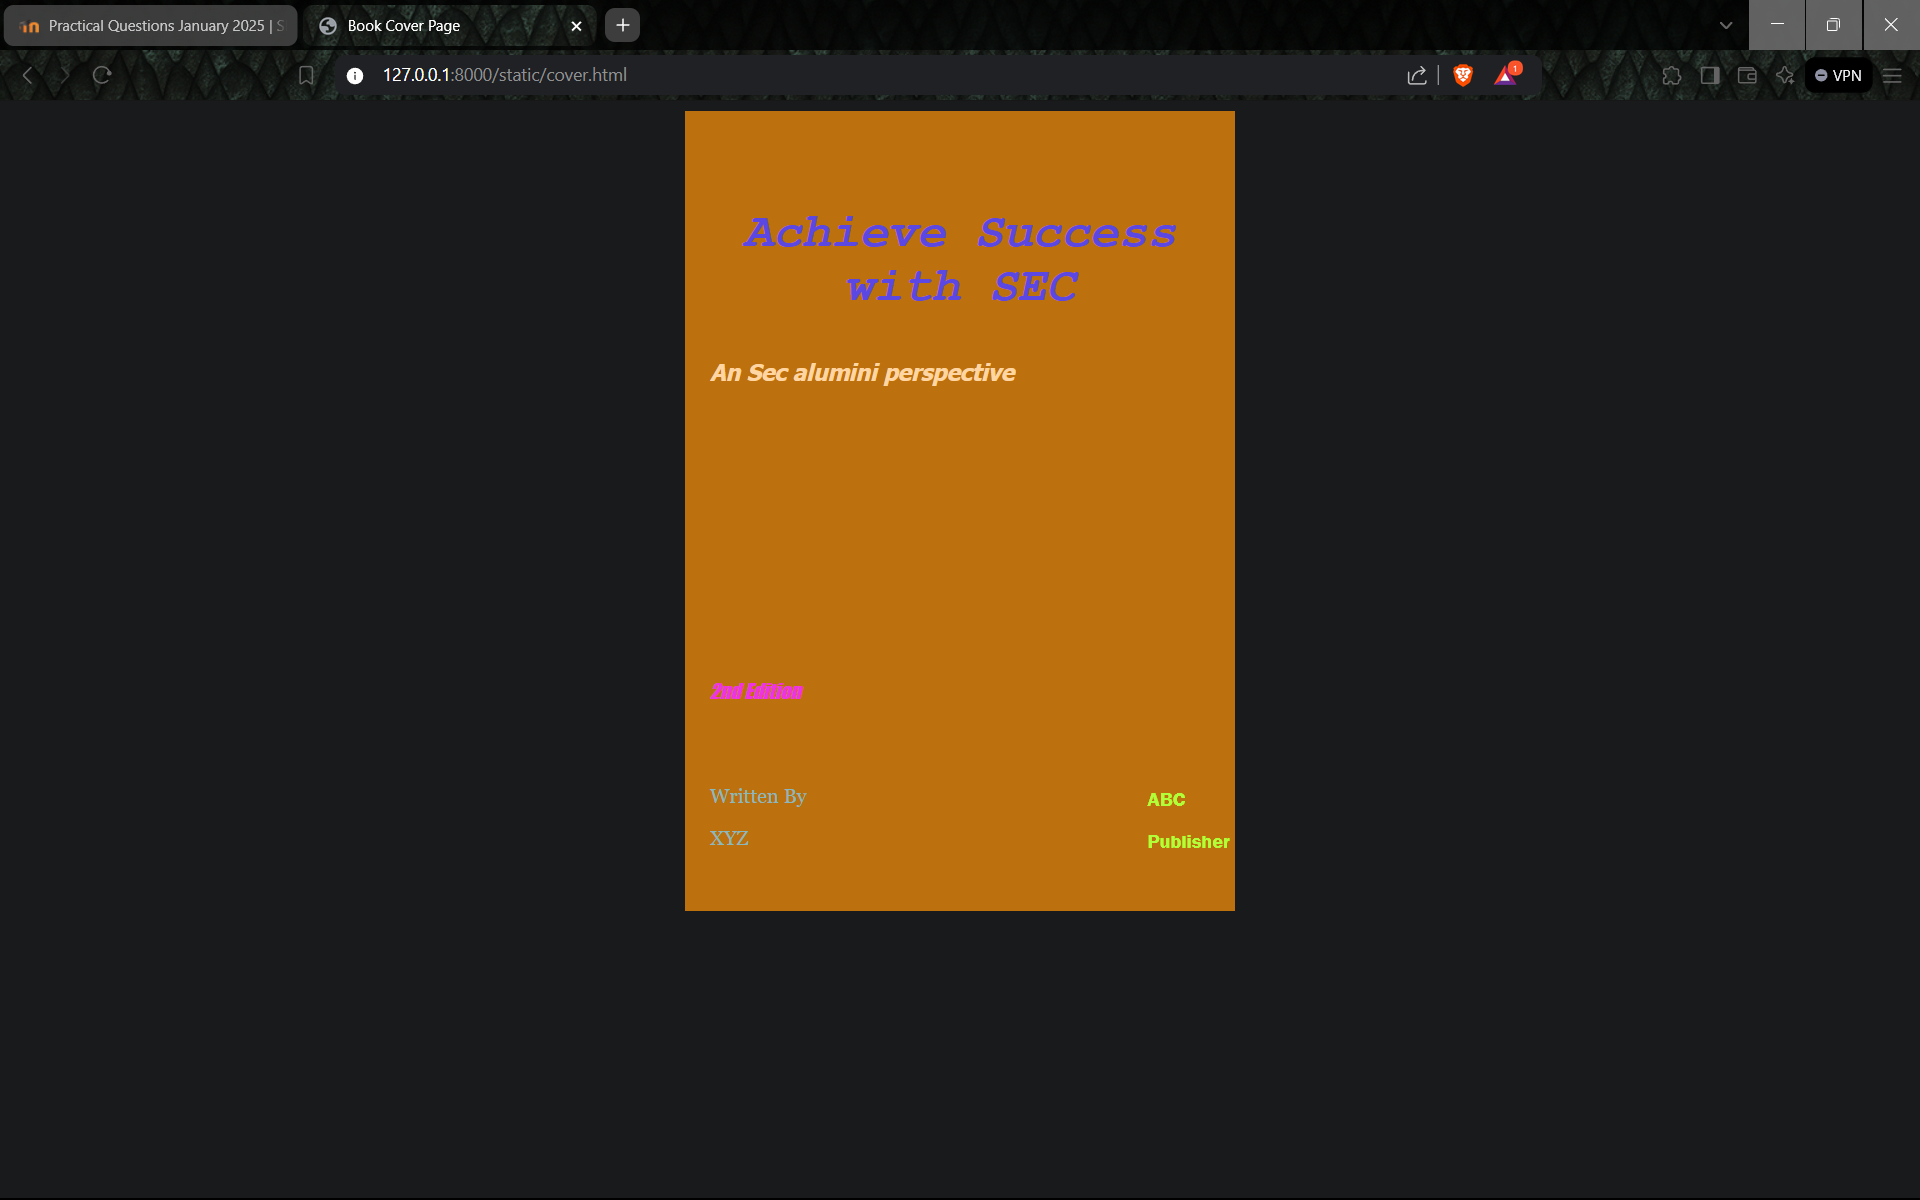 Practical Questions January 2025 | S
Book Cover Page
127.0.0.1:8000/static/cover.html
1
VPN
Achieve Success
with SEC
An Sec alumini perspective
2nd Edition
Written By
ABC
XYZ
Publisher